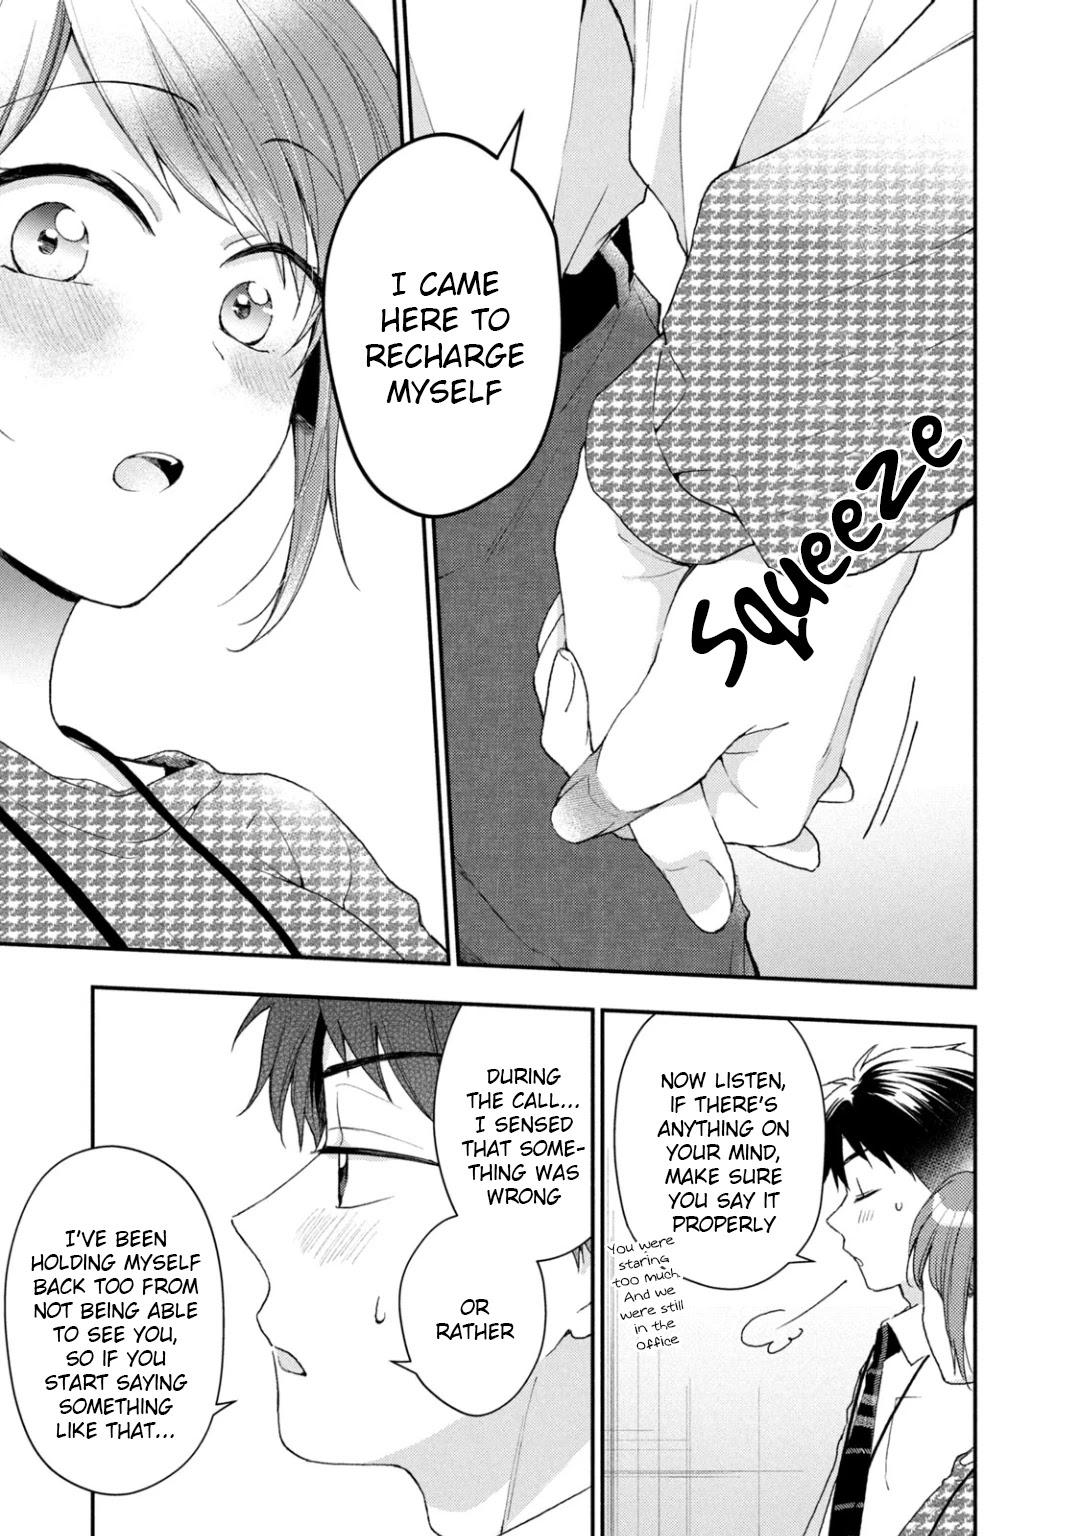 Squeeze
I CAME
HERE TO
RECHARGE
MYSELF
NOW LISTEN,
IF THERE'S
ANYTHING ON
YOUR MIND,
MAKE SURE
YOU SAY IT
PROPERLY
You were
staring
too much.
And we
were still
in the
office
DURING
THE CALL...
I SENSED
THAT SOME-
THING WAS
WRONG
OR
RATHER
I'VE BEEN
HOLDING MYSELF
BACK TOO FROM
NOT BEING ABLE
TO SEE YOU,
SO IF YOU
START SAYING
SOMETHING
LIKE THAT...